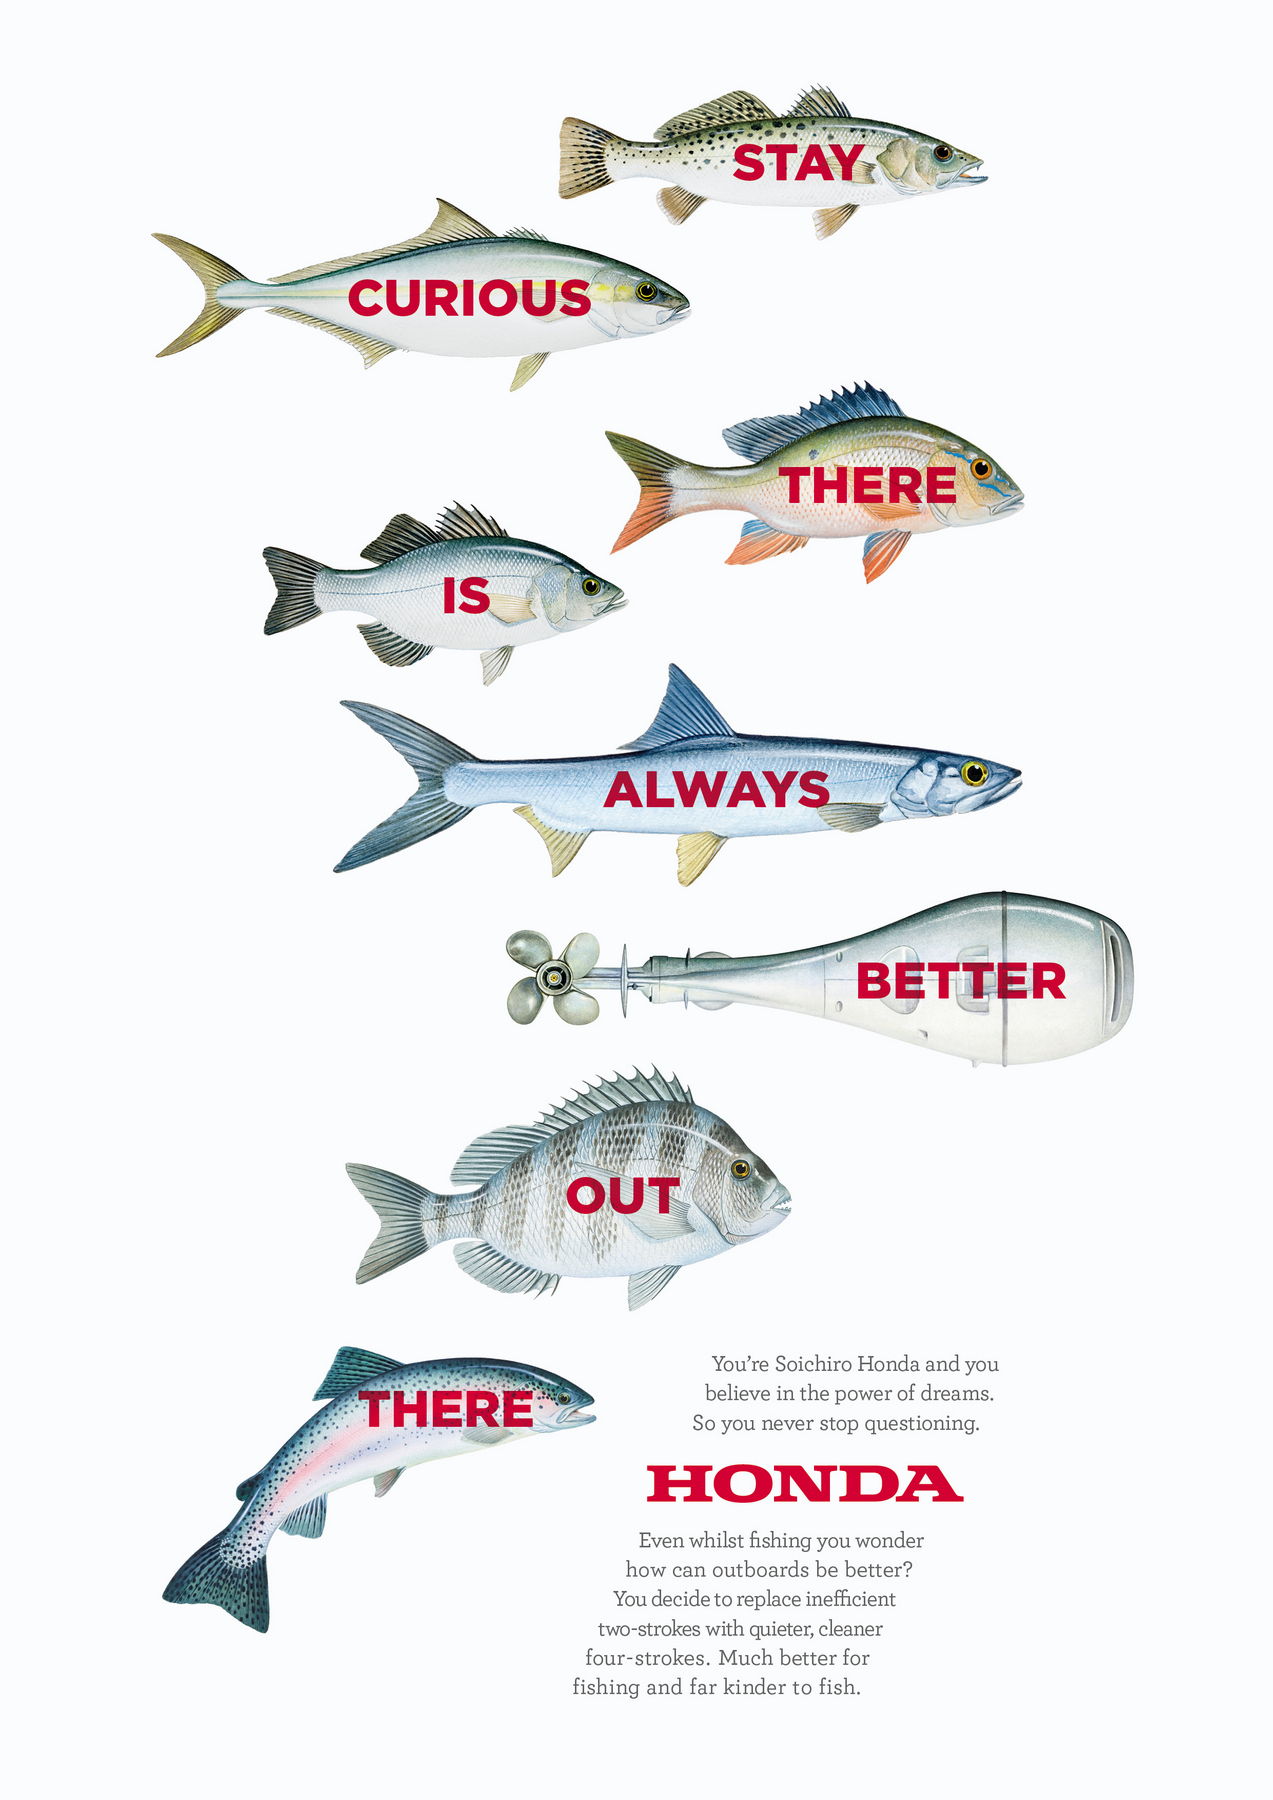 STAY
CURIOUS
THERE
IS
ALWAYS
BETTER
OUT
THERE
You’re Soichiro Honda and you
believe in the power of dreams.
So you never stop questioning.
HONDA
Even whilst fishing you wonder
how can outboards be better?
You decide to replace inefficient
two-strokes with quieter, cleaner
four-strokes. Much better for
fishing and far kinder to fish.